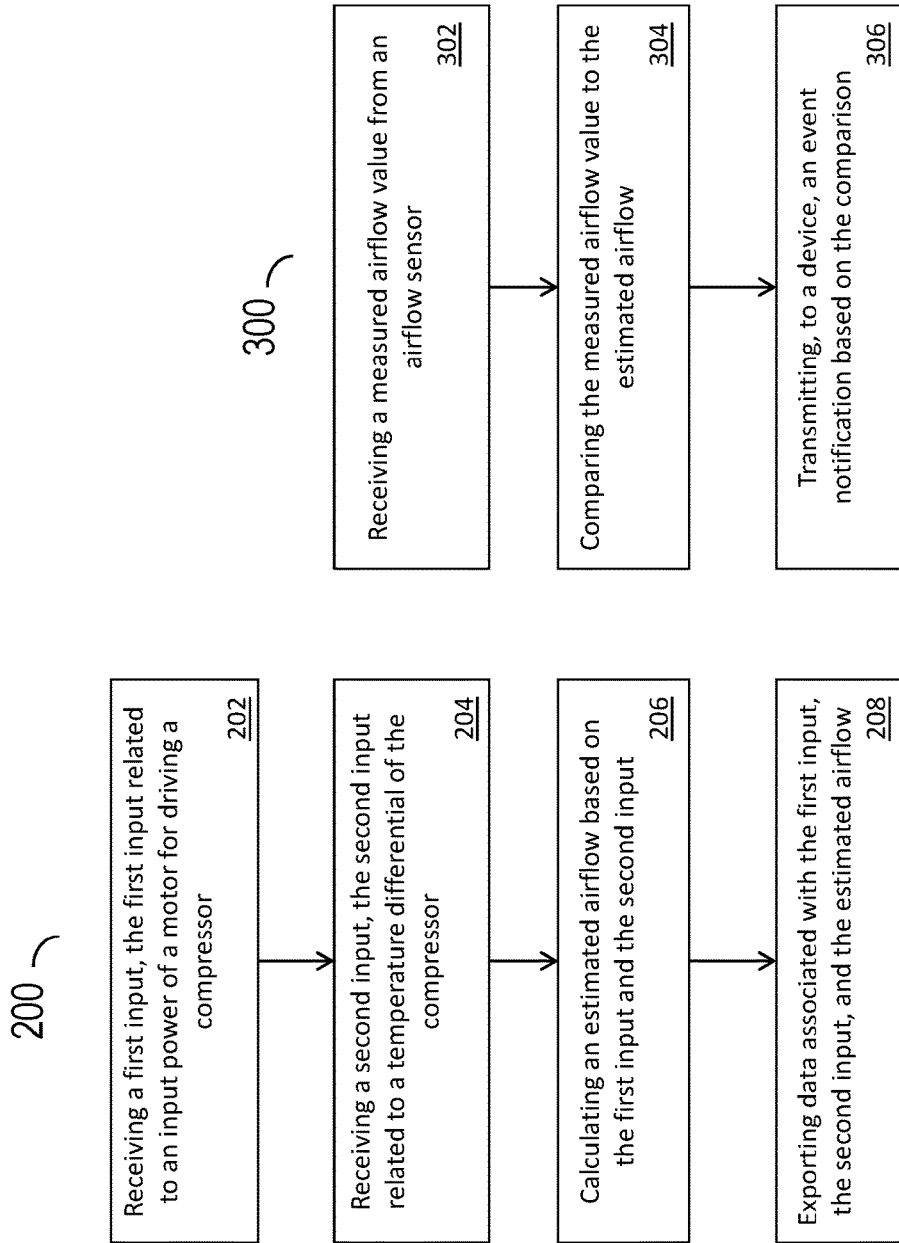 200
Receiving a first input, the first input related
to an input power of a motor for driving a
compressor
202
Receiving a second input, the second input
related to a temperature differential of the
compressor
204
Calculating an estimated airflow based on
the first input and the second input
206
Exporting data associated with the first input,
the second input, and the estimated airflow
208
300
Receiving a measured airflow value from an
airflow sensor
302
Comparing the measured airflow value to the
estimated airflow
304
Transmitting, to a device, an event
notification based on the comparison
306